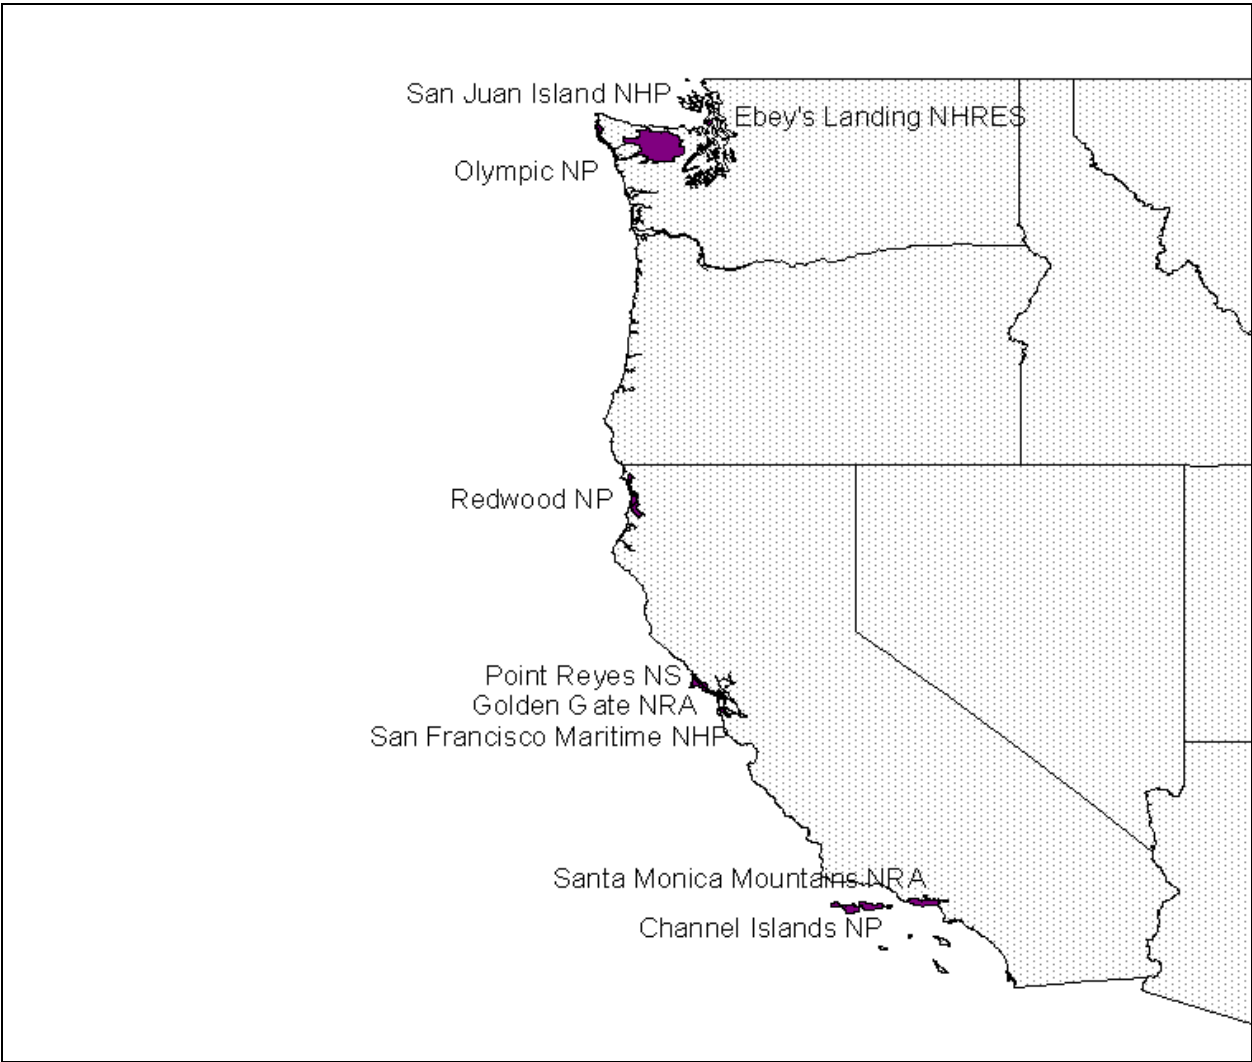 San Juan Island NHP
Ebey's Landing NHRES
Olympic NP
Redwood NP
Point Reyes NS
Golden Gate NRA
San Francisco Maritime NHP
Santa Monica Mountains NRA
Channel Islands NP